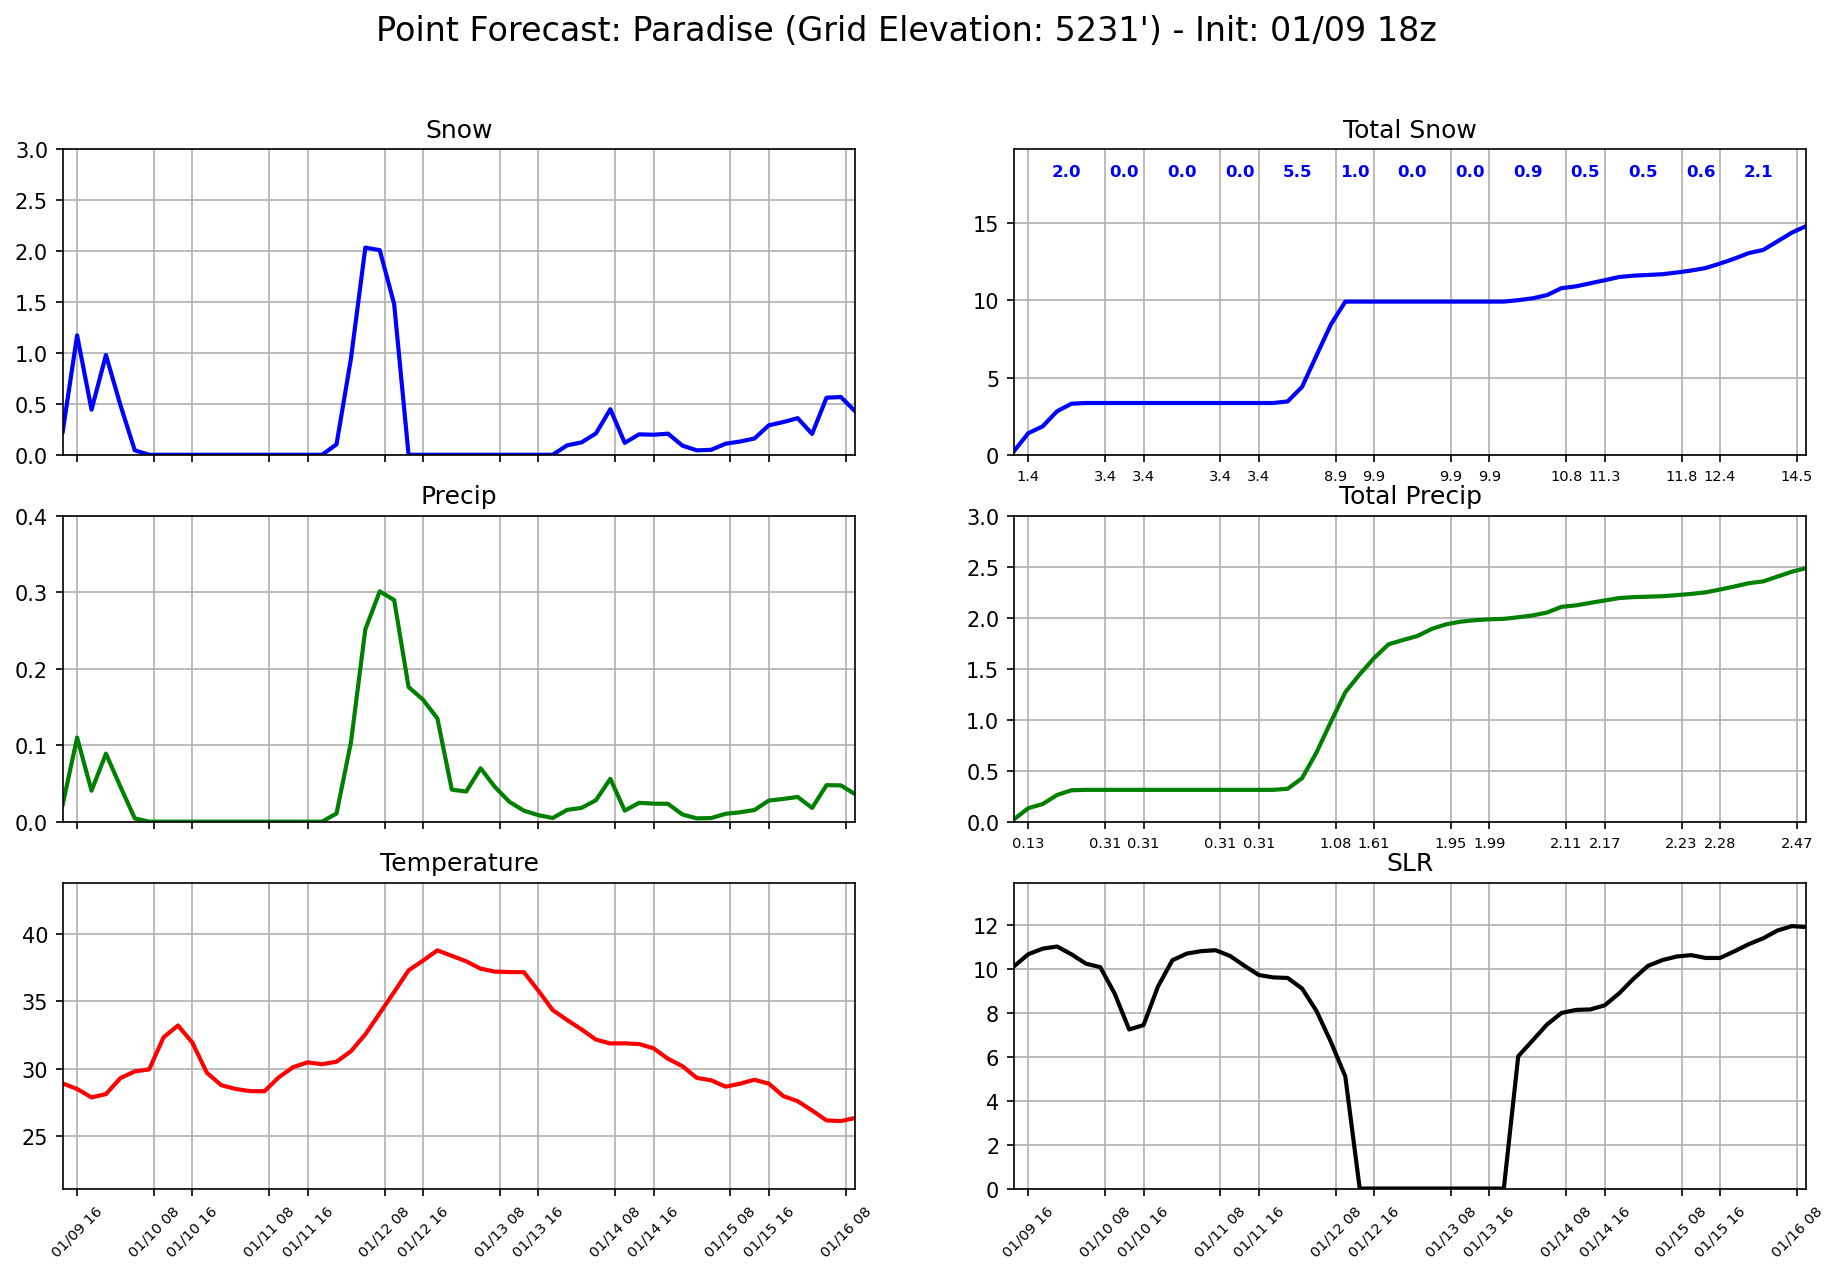 Point Forecast: Paradise (Grid Elevation: 5231') - Init: 01/09 18z
Snow
3.0
2.5
2.0
1.5
1.0
0.5
0.0
Total Snow
2.0 0.0 0.0 0.0 5.5 1.0 0.0 0.0 0.9 0.5 0.5 0.6 2.1
15
10
5
0
1.4 3.4 3.4 3.4 3.4 8.9 9.9 9.9 9.9 10.8 11.3 11.8 12.4 14.5
Precip
0.4
0.3
0.2
0.1
0.0
Total Precip
3.0
2.5
2.0
1.5
1.0
0.5
0.0
0.13 0.31 0.31 0.31 0.31 1.08 1.61 1.95 1.99 2.11 2.17 2.23 2.28 2.47
Temperature
40
35
30
25
01/09 16 01/10 08 01/10 16 01/11 08 01/11 16 01/12 08 01/12 16 01/13 08 01/13 16 01/14 08 01/14 16 01/15 08 01/15 16 01/16 08
SLR
12
10
8
6
4
2
0
01/09 16 01/10 08 01/10 16 01/11 08 01/11 16 01/12 08 01/12 16 01/13 08 01/13 16 01/14 08 01/14 16 01/15 08 01/15 16 01/16 08